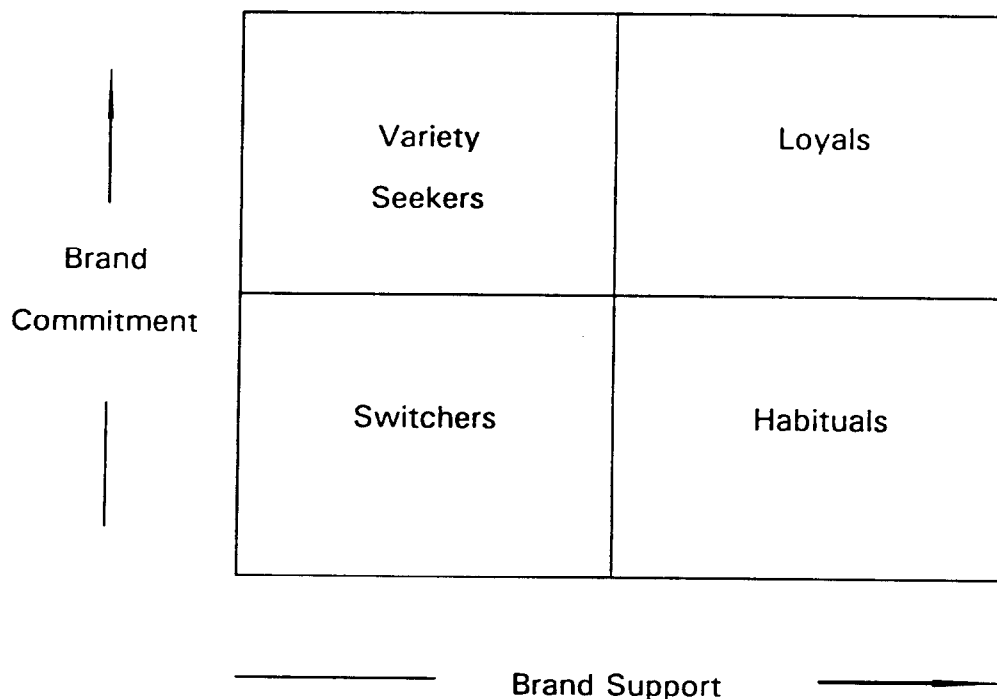 Variety
Seekers
Loyals
Brand
Commitment
Switchers
Habituals
Brand Support